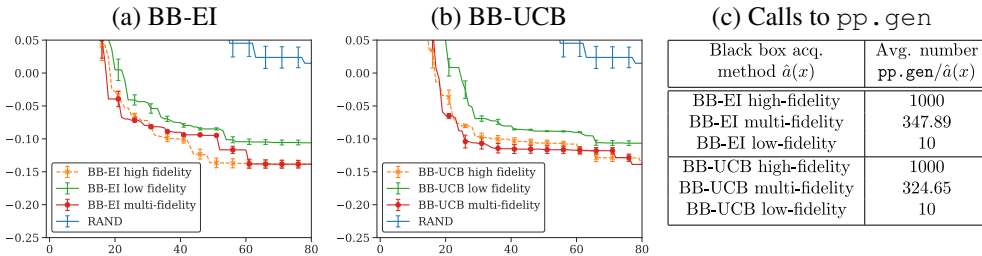 (a) BB-EI
0.05
0.00
−0.05
−0.10
−0.15
−0.20
−0.25
BB-EI high fidelity
BB-EI low fidelity
BB-EI multi-fidelity
RAND
0 20 40 60 80
(b) BB-UCB
0.05
0.00
−0.05
−0.10
−0.15
−0.20
−0.25
BB-UCB high fidelity
BB-UCB low fidelity
BB-UCB multi-fidelity
RAND
0 20 40 60 80
(c) Calls to pp.gen
Black box acq. Avg. number
method â(x) pp.gen/â(x)
BB-EI high-fidelity 1000
BB-EI multi-fidelity 347.89
BB-EI low-fidelity 10
BB-UCB high-fidelity 1000
BB-UCB multi-fidelity 324.65
BB-UCB low-fidelity 10